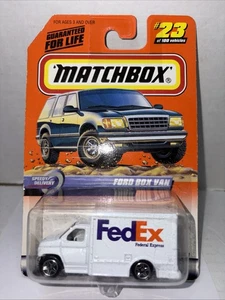 FOR AGES 3 AND OVER
GUARANTEED
FOR LIFE
#23
of 100 vehicles
MATCHBOX
SPEEDY
DELIVERY
FORD BOX VAN
FedEx
Federal Express